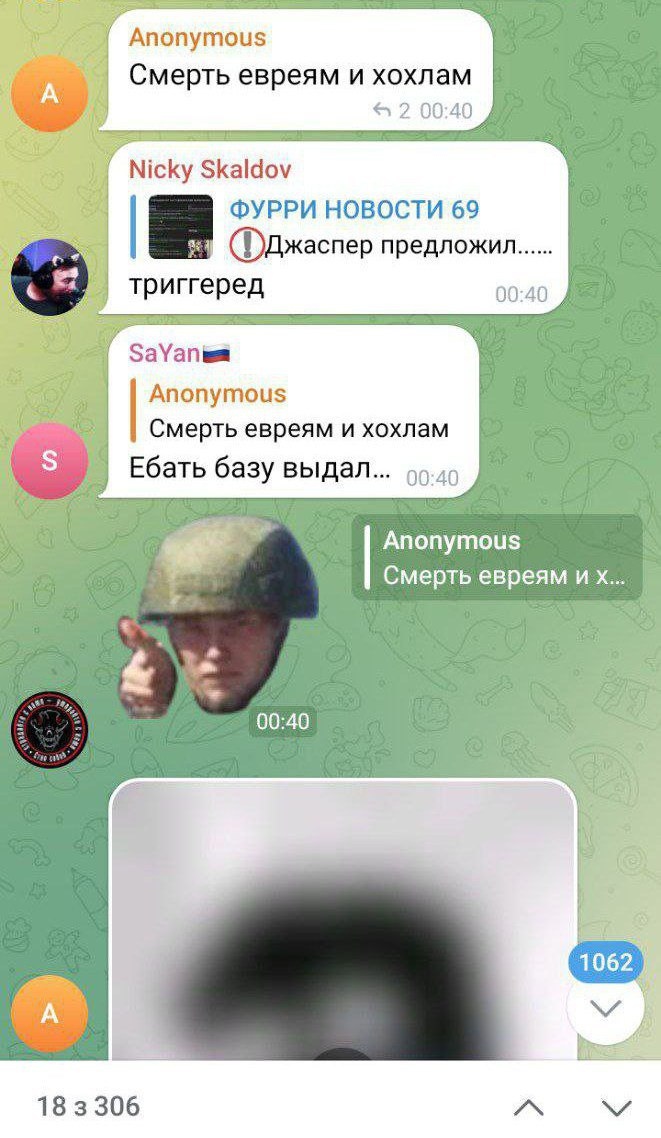 Anonymous
Смерть евреям и хохлам
2 00:40
A
Nicky Skaldov
ФУРРИ НОВОСТИ 69
Джаспер предложил......
триггеред
00:40
SaYan
Anonymous
Смерть евреям и хохлам
Ебать базу выдал...
00:40
S
Anonymous
Смерть евреям и х...
00:40
1062
A
18 з 306